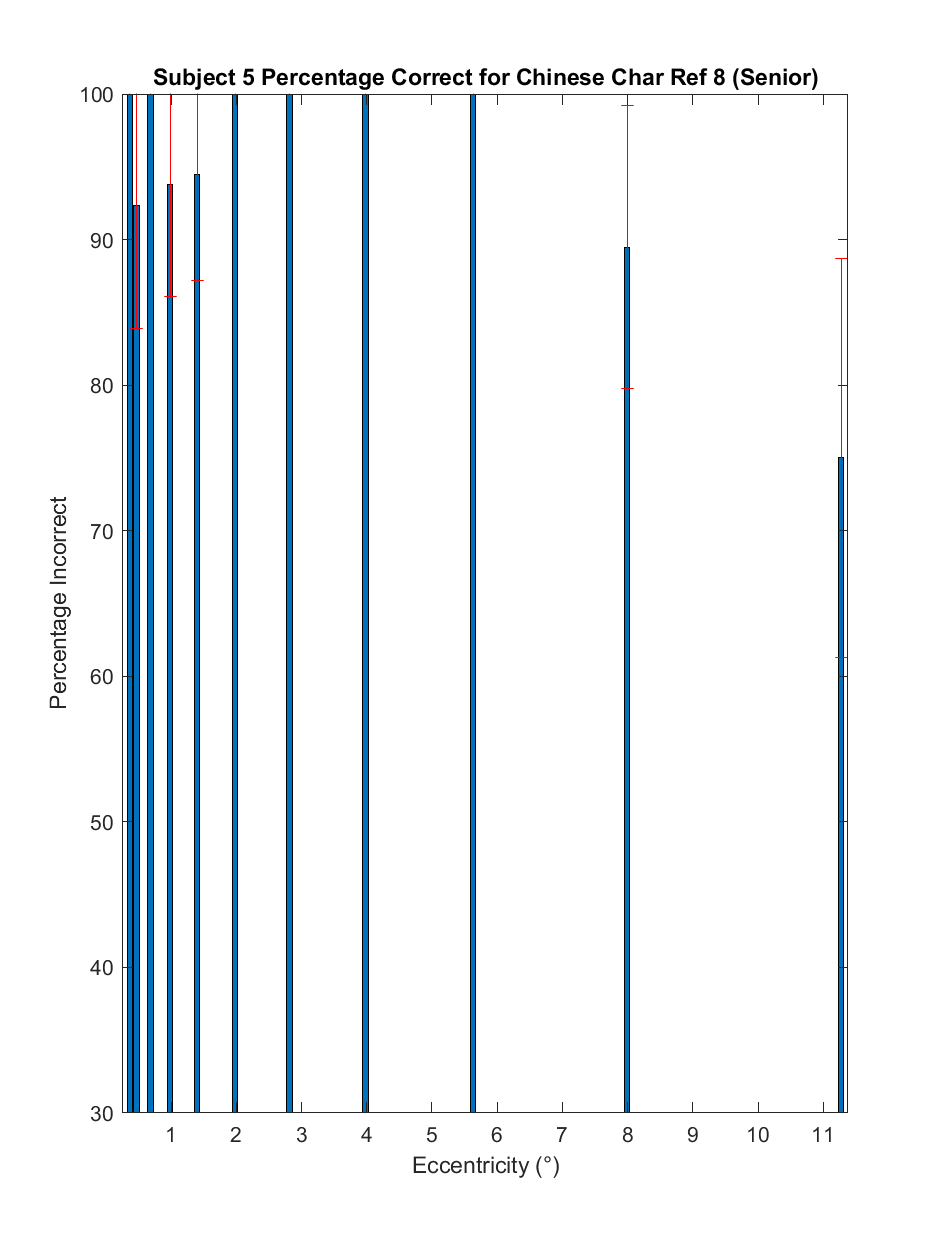 Subject 5 Percentage Correct for Chinese Char Ref 8 (Senior)
100
90
80
70
60
50
40
30
Percentage Incorrect
1 2 3 4 5 6 7 8 9 10 11
Eccentricity (°)